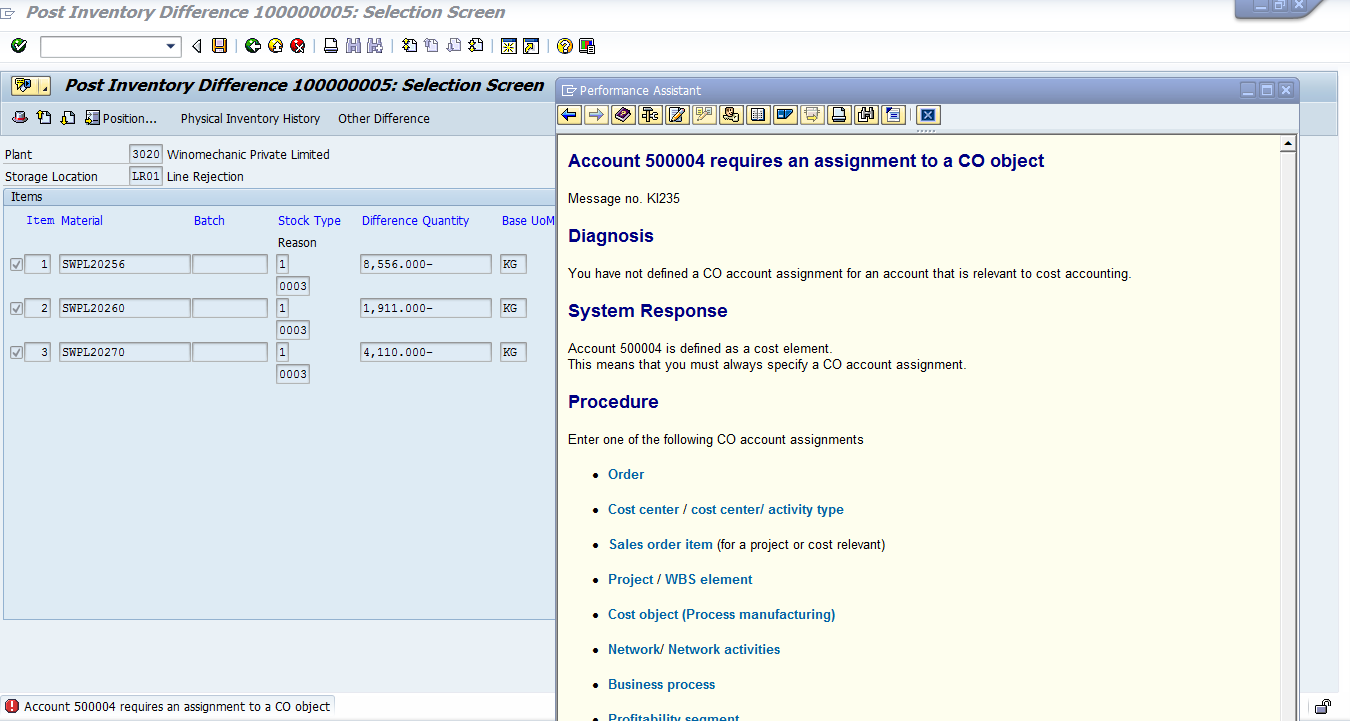 Post Inventory Difference 100000005: Selection Screen
Post Inventory Difference 100000005: Selection Screen
Position...
Physical Inventory History
Other Difference
Plant
3020
Winomechanic Private Limited
Storage Location
LR01
Line Rejection
Items
Item Material Batch Stock Type Difference Quantity Base UoM
Reason
1 SWPL20256 1 8,556.000- KG
0003
2 SWPL20260 1 1,911.000- KG
0003
3 SWPL20270 1 4,110.000- KG
0003
Performance Assistant
Account 500004 requires an assignment to a CO object
Message no. KI235
Diagnosis
You have not defined a CO account assignment for an account that is relevant to cost accounting.
System Response
Account 500004 is defined as a cost element.
This means that you must always specify a CO account assignment.
Procedure
Enter one of the following CO account assignments
• Order
• Cost center / cost center/ activity type
• Sales order item (for a project or cost relevant)
• Project / WBS element
• Cost object (Process manufacturing)
• Network/ Network activities
• Business process
• Profitability segment
Account 500004 requires an assignment to a CO object